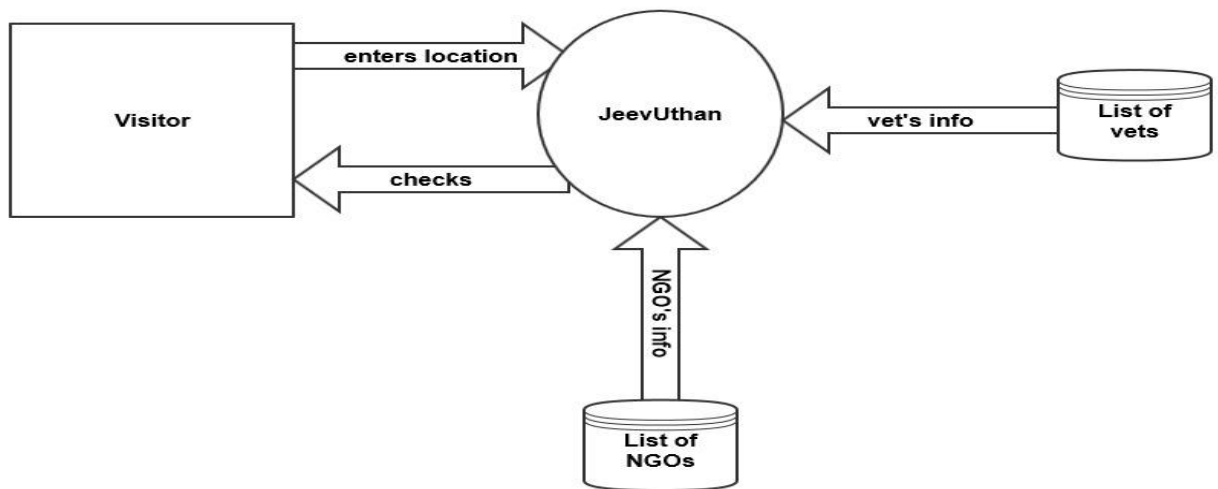 enters location
Visitor
JeevUthan
vet's info
List of
vets
checks
NGO's info
List of
NGOs